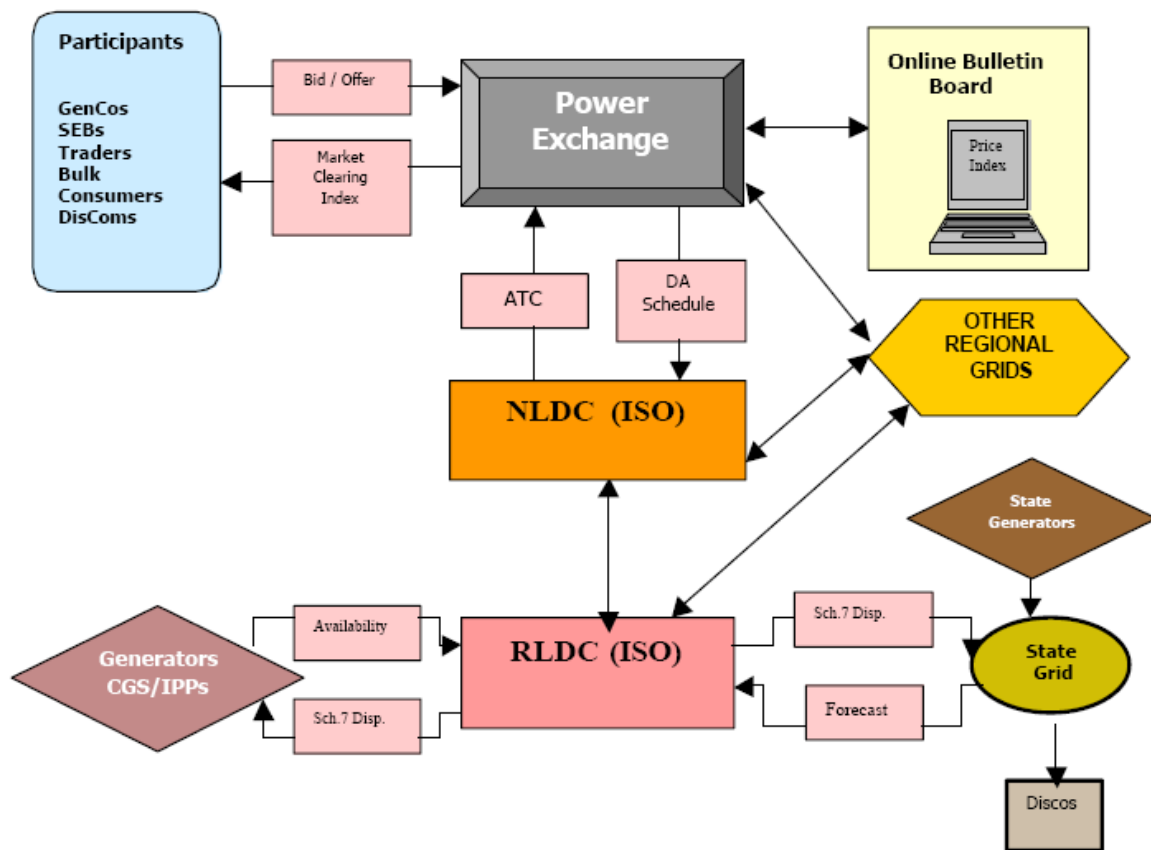 Participants
GenCos
SEBs
Traders
Bulk
Consumers
DisComs
Bid / Offer
Market
Clearing
Index
Power
Exchange
Online Bulletin
Board
Price
Index
ATC
DA
Schedule
OTHER
REGIONAL
GRIDS
NLDC (ISO)
State
Generators
Availability
Generators
CGS/IPPs
Sch.7 Disp.
RLDC (ISO)
Sch.7 Disp.
Forecast
State
Grid
Discos